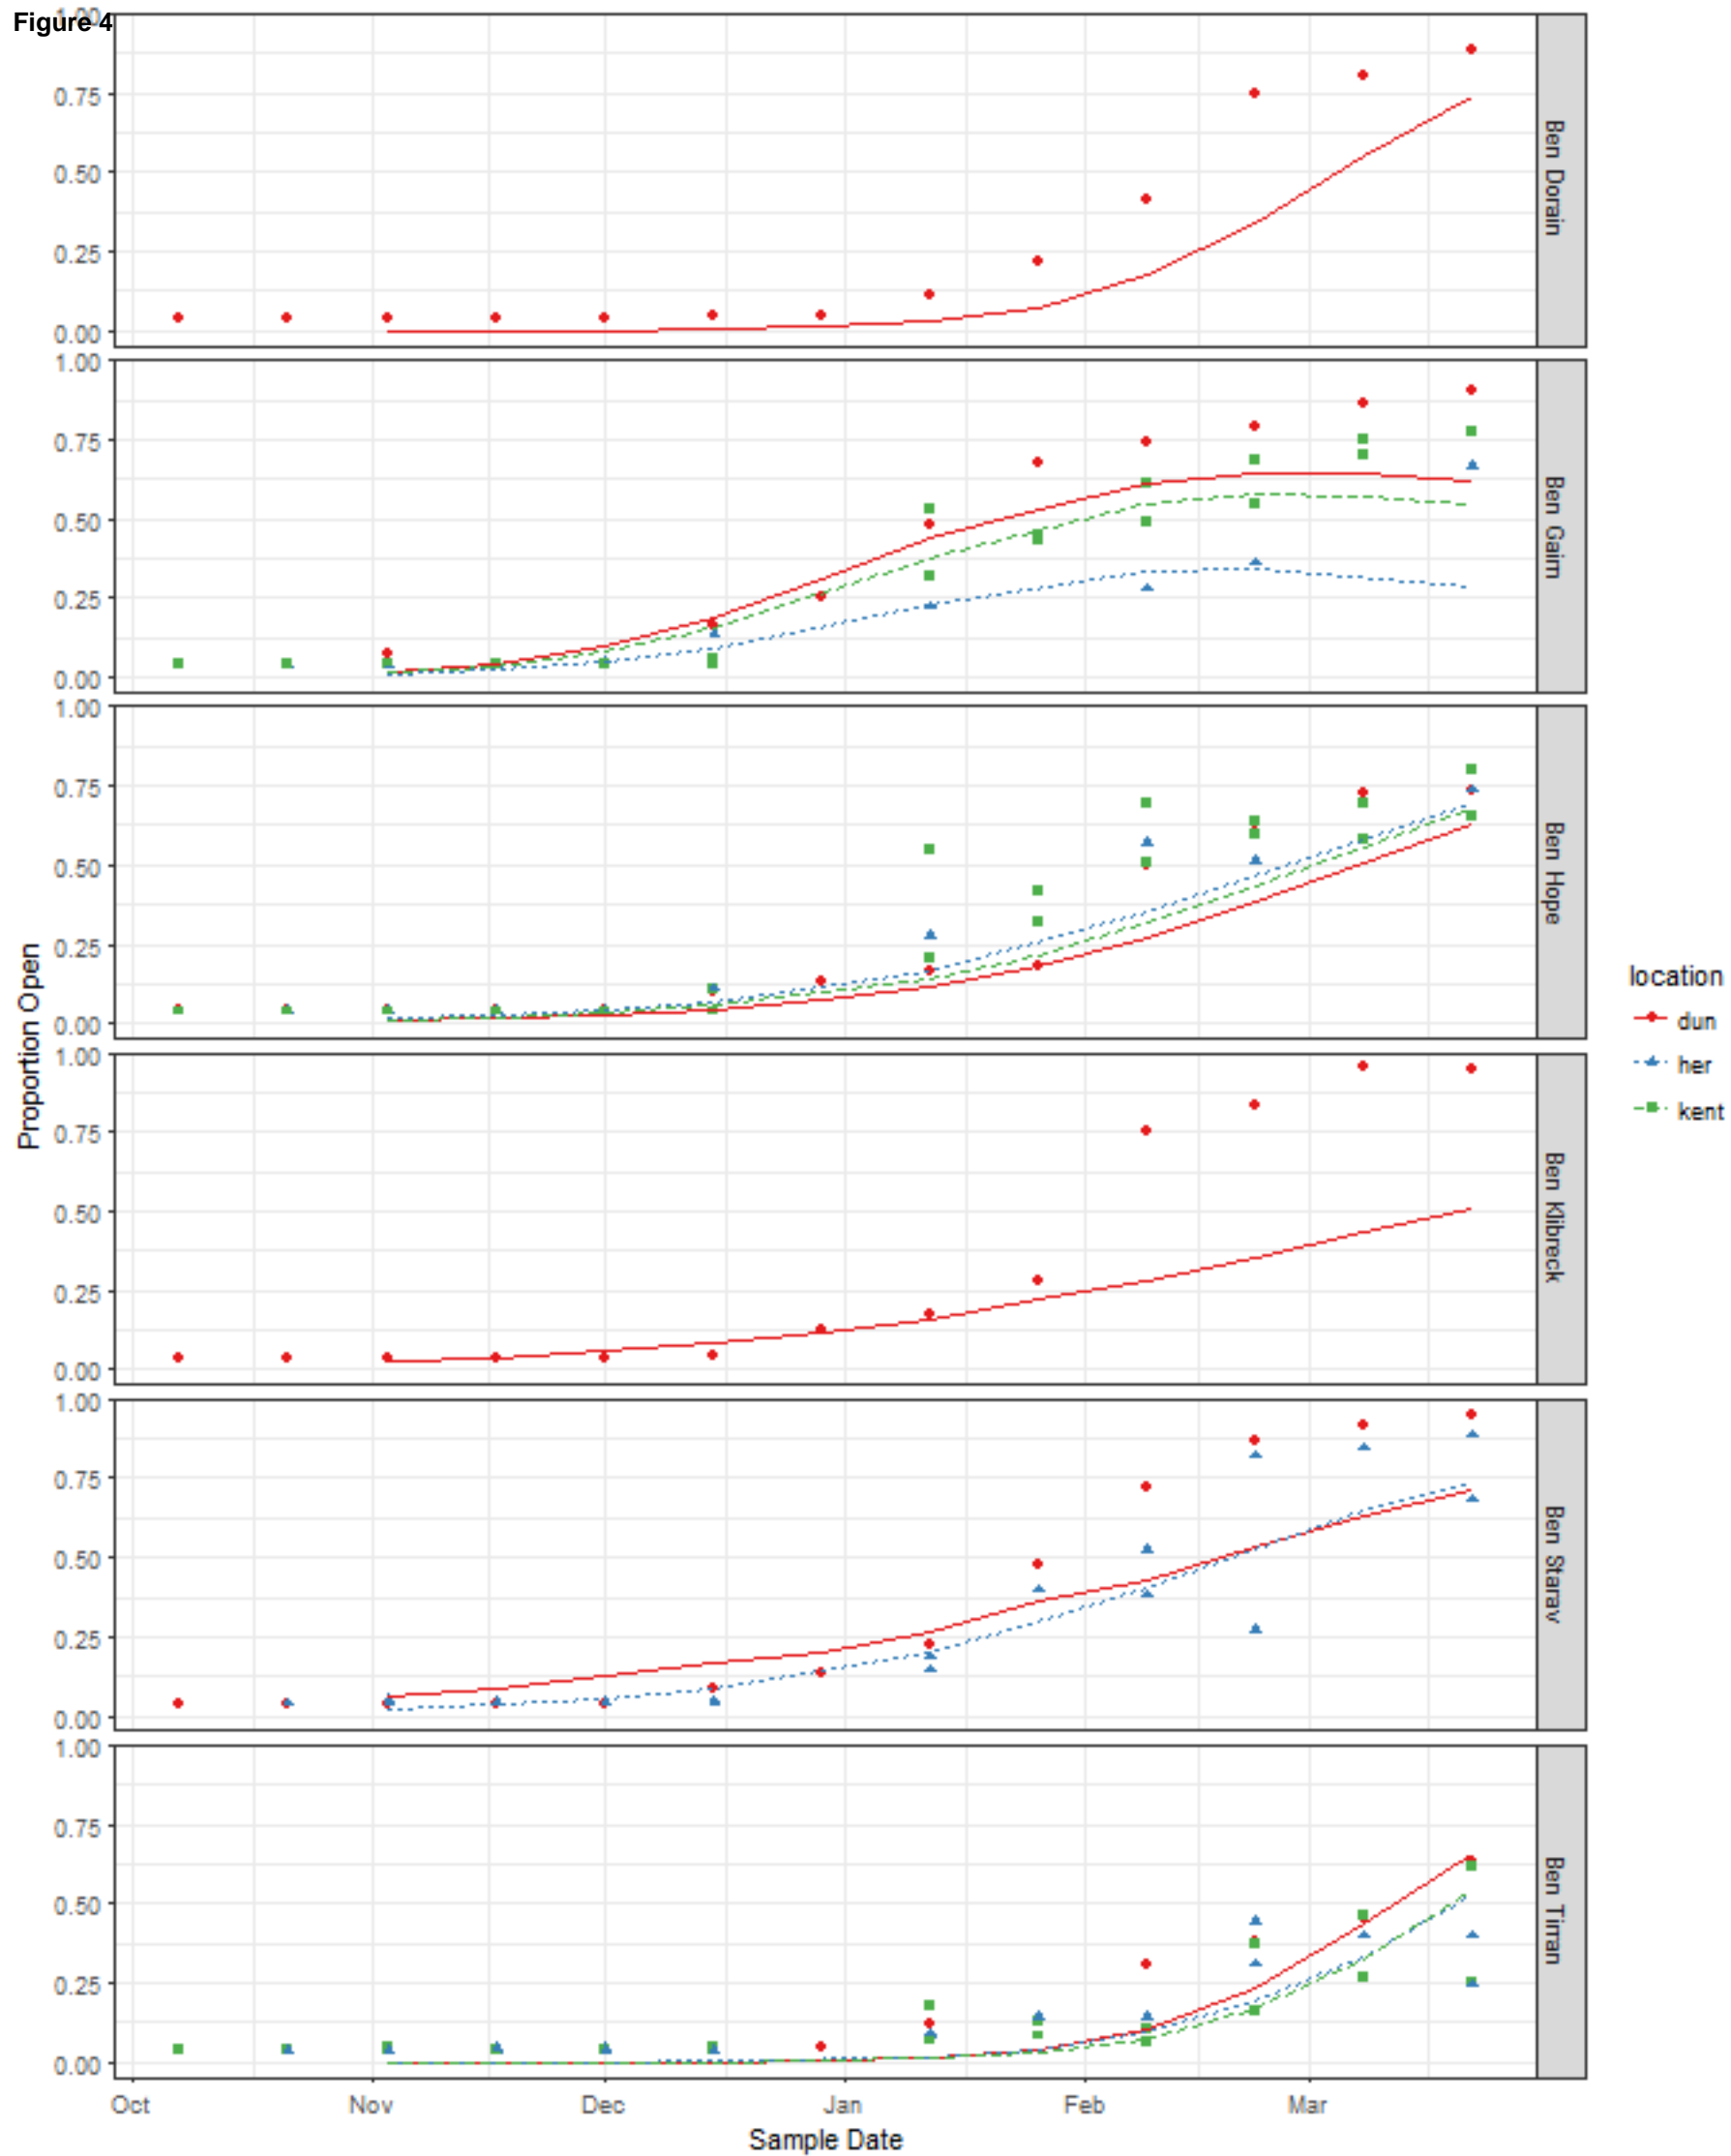 Figure 4
1.00
0.75
0.50
0.25
0.00
Ben Dorain
1.00
0.75
0.50
0.25
0.00
Ben Gairn
1.00
0.75
0.50
0.25
0.00
Ben Hope
1.00
0.75
0.50
0.25
0.00
Ben Klibreck
1.00
0.75
0.50
0.25
0.00
Ben Starav
1.00
0.75
0.50
0.25
0.00
Ben Tirran
Proportion Open
Oct Nov Dec Jan Feb Mar
Sample Date
location
dun
her
kent